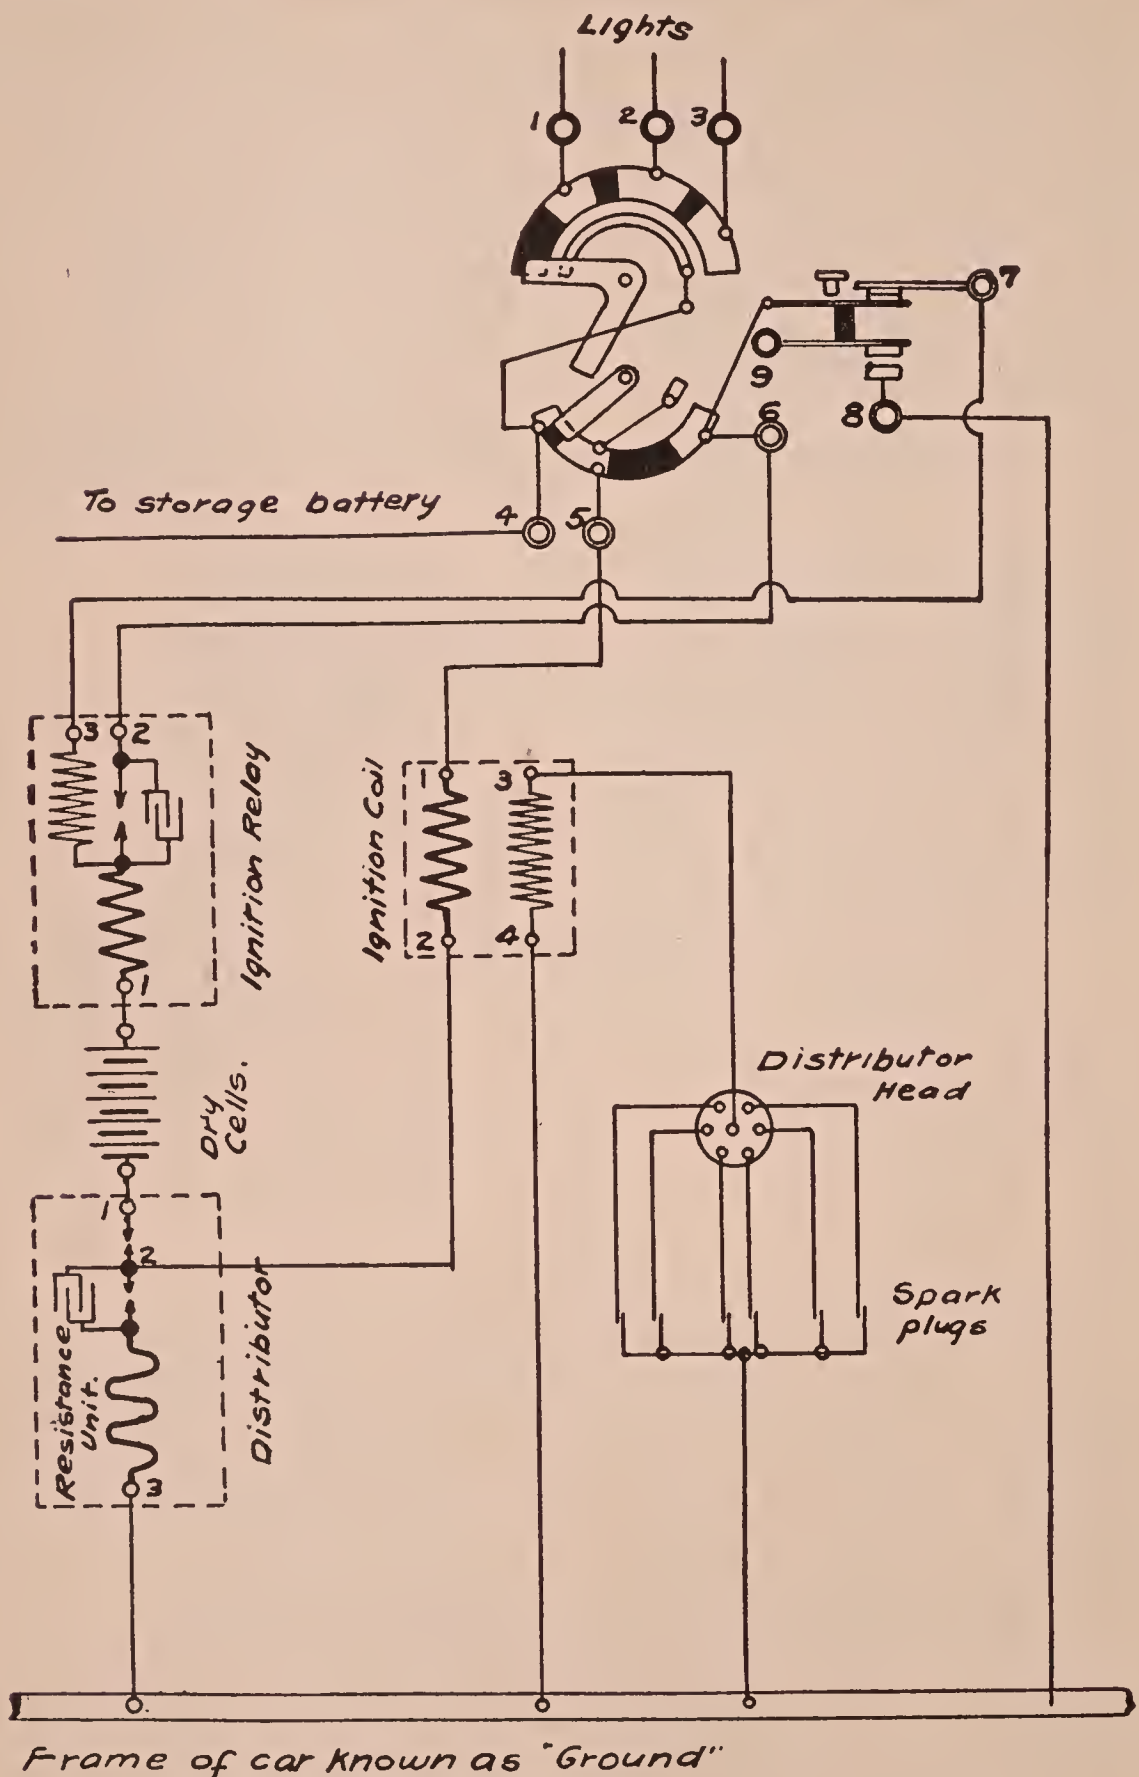 Lights
1 2 3
7
9
8
6
To storage battery 4 5
3 2
Ignition Relay
1
Ignition Coil
1 3
2 4
Dry
Cells.
Distributor
Head
1
2
Resistance
Unit.
3
Distributor
Spark
plugs
Frame of car known as "Ground"